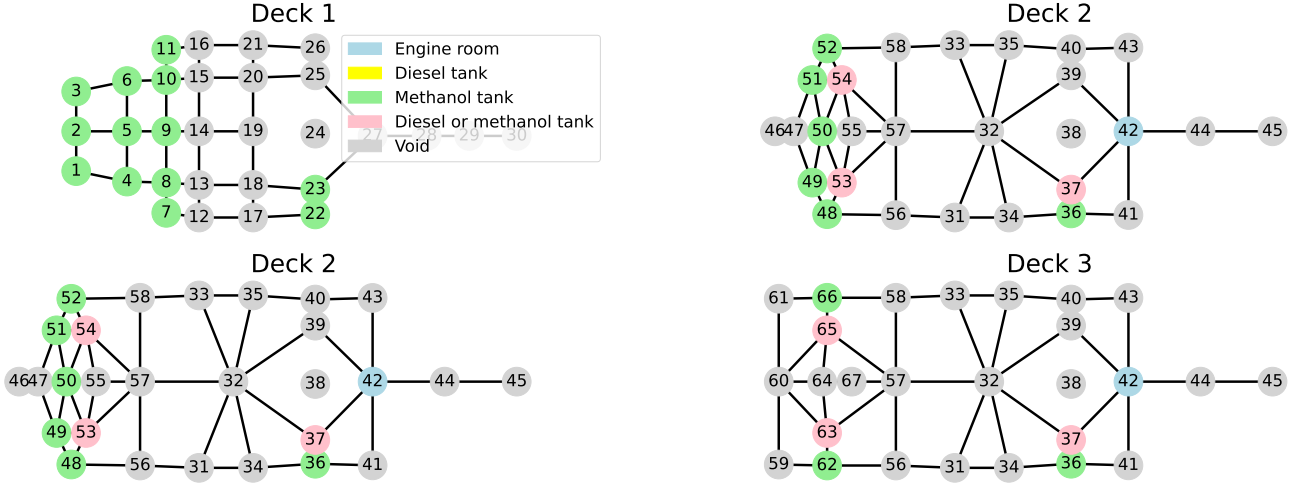 Deck 1
11 16 21 26
3 6 10 15 20 25
2 5 9 14 19 24 27 28 29 30
1 4 8 13 18 23
7 12 17 22
Engine room
Diesel tank
Methanol tank
Diesel or methanol tank
Void
Deck 2
52 58 33 35 40 43
51 54 39
46 47 50 55 57 32 38 42 44 45
49 53 37
48 56 31 34 36 41
Deck 2
52 58 33 35 40 43
51 54 39
46 47 50 55 57 32 38 42 44 45
49 53 37
48 56 31 34 36 41
Deck 3
61 66 58 33 35 40 43
65 39
60 64 67 57 32 38 42 44 45
63 37
59 62 56 31 34 36 41